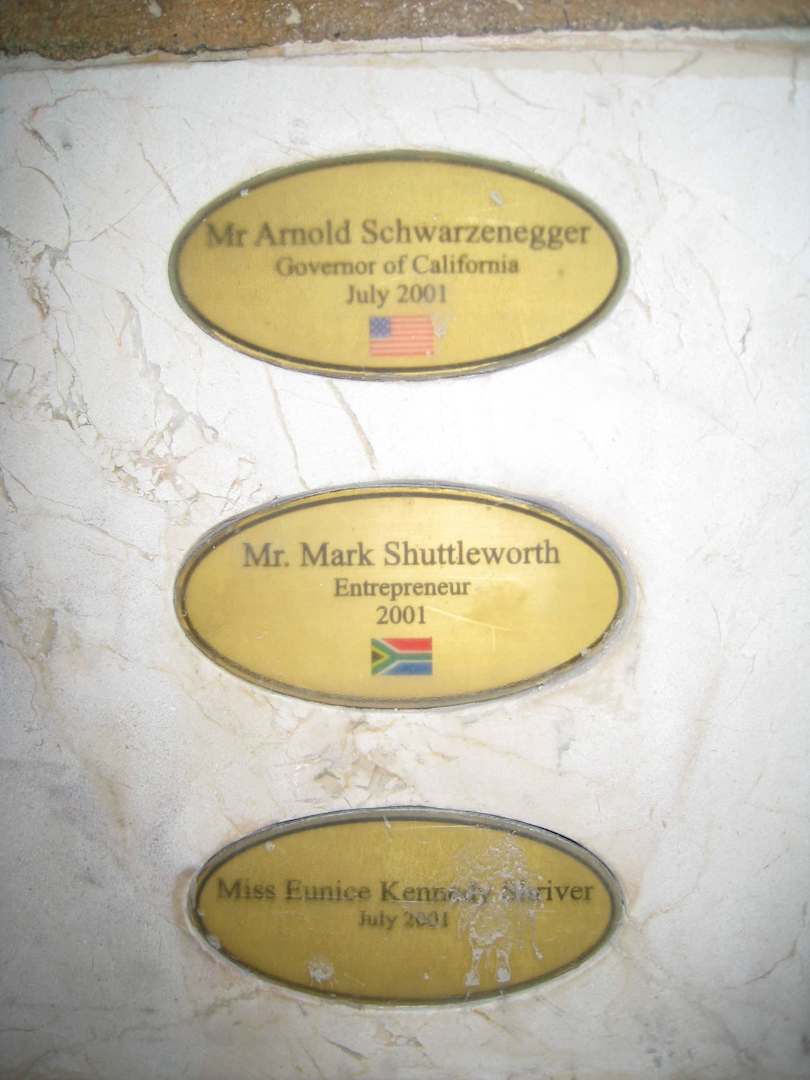 Mr Arnold Schwarzenegger
Governor of California
July 2001
Mr. Mark Shuttleworth
Entrepreneur
2001
Miss Eunice Kennedy Shriver
July 2001